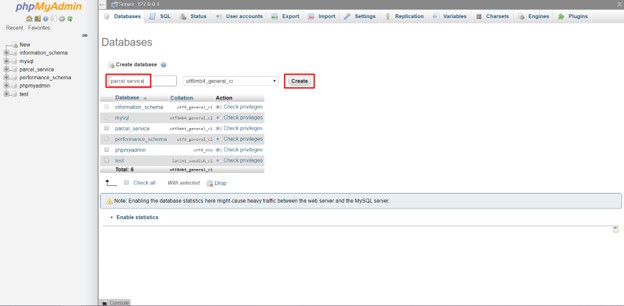 phpMyAdmin
Recent Favorites
New
information_schema
mysql
parcel_service
performance_schema
phpmyadmin
test
Server: 127.0.0.1
Databases SQL Status User accounts Export Import Settings Replication Variables Charsets Engines Plugins
Databases
Create database
parcel service utf8mb4_general_ci Create
Database Collation Action
information_schema utf8_general_ci Check privileges
mysql utf8mb4_general_ci Check privileges
parcel_service utf8mb4_general_ci Check privileges
performance_schema utf8_general_ci Check privileges
phpmyadmin utf8_bin Check privileges
test latin1_swedish_ci Check privileges
Total: 6 utf8mb4_general_ci
Check all With selected: Drop
Note: Enabling the database statistics here might cause heavy traffic between the web server and the MySQL server.
Enable statistics
Console